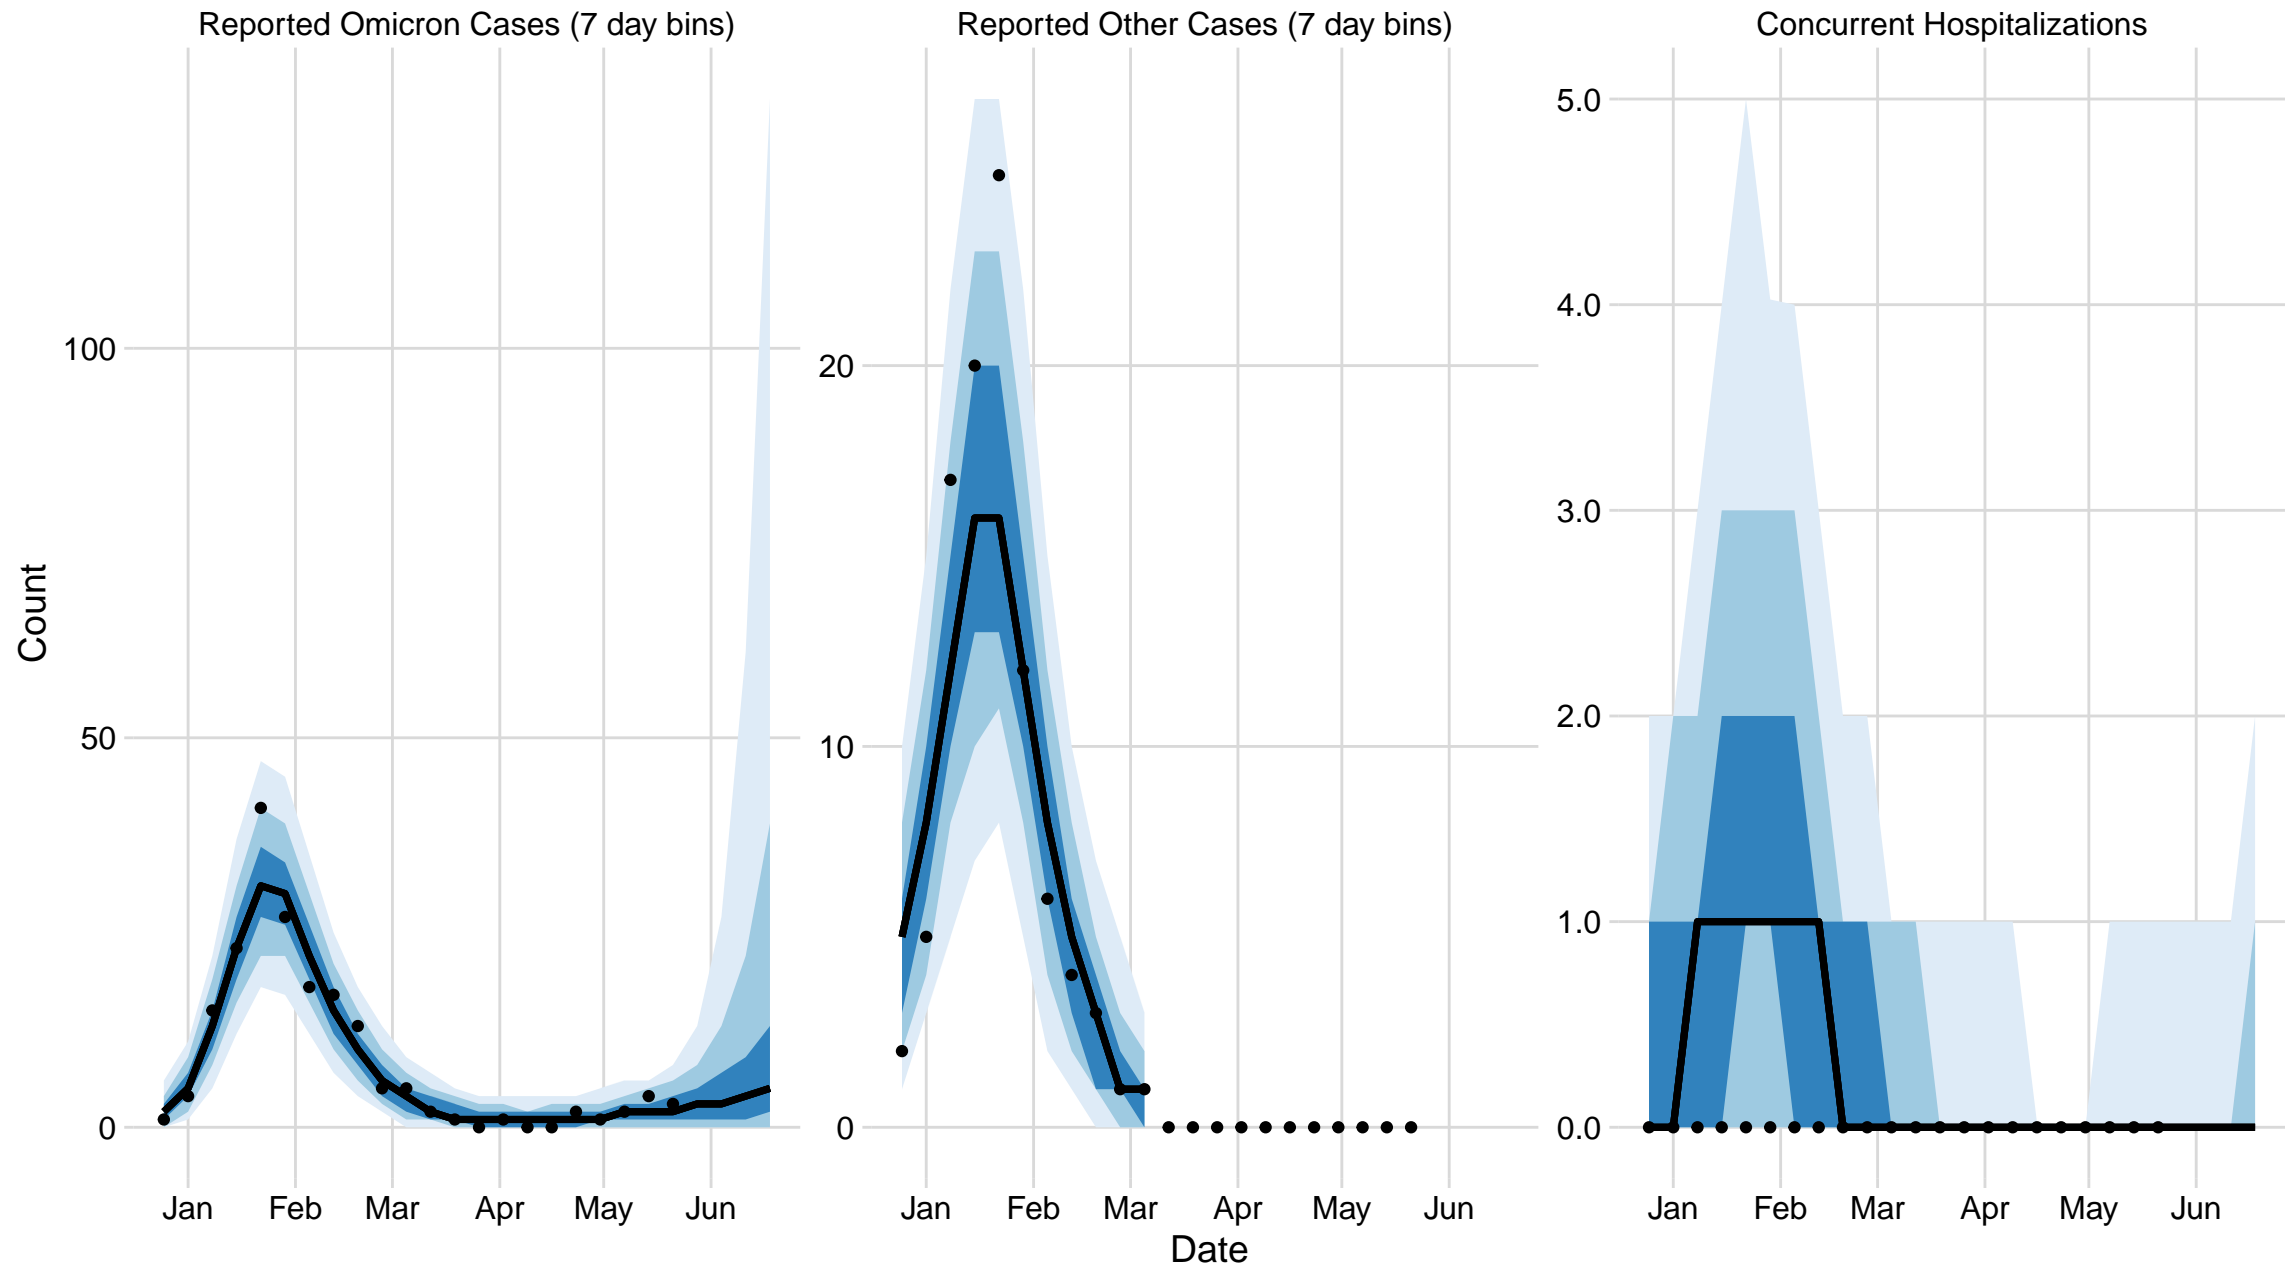 Reported Omicron Cases (7 day bins)
Reported Other Cases (7 day bins)
Concurrent Hospitalizations
Count
100
50
0
20
10
0
5.0
4.0
3.0
2.0
1.0
0.0
Jan Feb Mar Apr May Jun
Jan Feb Mar Apr May Jun
Jan Feb Mar Apr May Jun
Date